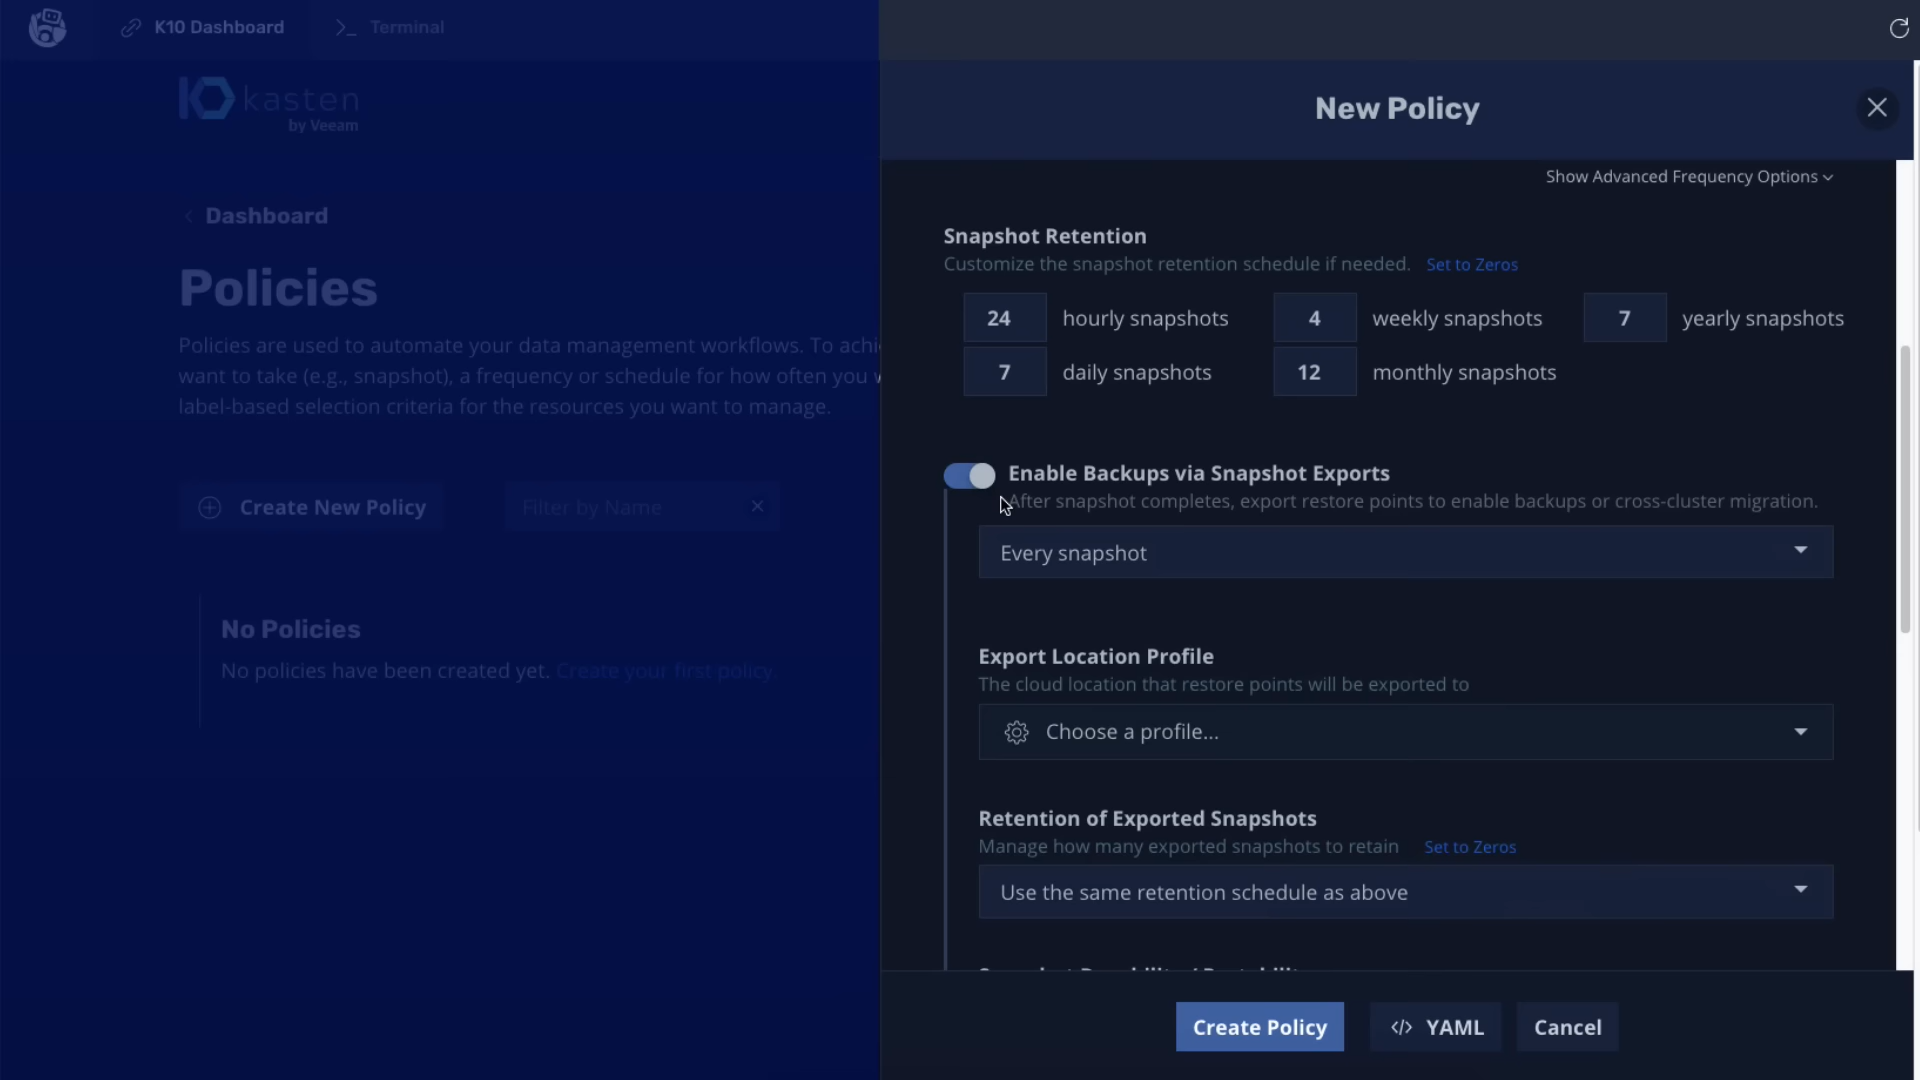 K10 Dashboard
Terminal
kasten
by Veeam
Dashboard
Policies
Policies are used to automate your data management workflows. To achi
want to take (e.g., snapshot), a frequency or schedule for how often you
label-based selection criteria for the resources you want to manage.
Create New Policy
Filter by Name
No Policies
No policies have been created yet. Create your first policy.
New Policy
Show Advanced Frequency Options
Snapshot Retention
Customize the snapshot retention schedule if needed. Set to Zeros
24 hourly snapshots 4 weekly snapshots 7 yearly snapshots
7 daily snapshots 12 monthly snapshots
Enable Backups via Snapshot Exports
After snapshot completes, export restore points to enable backups or cross-cluster migration.
Every snapshot
Export Location Profile
The cloud location that restore points will be exported to
Choose a profile...
Retention of Exported Snapshots
Manage how many exported snapshots to retain Set to Zeros
Use the same retention schedule as above
Create Policy
</> YAML
Cancel